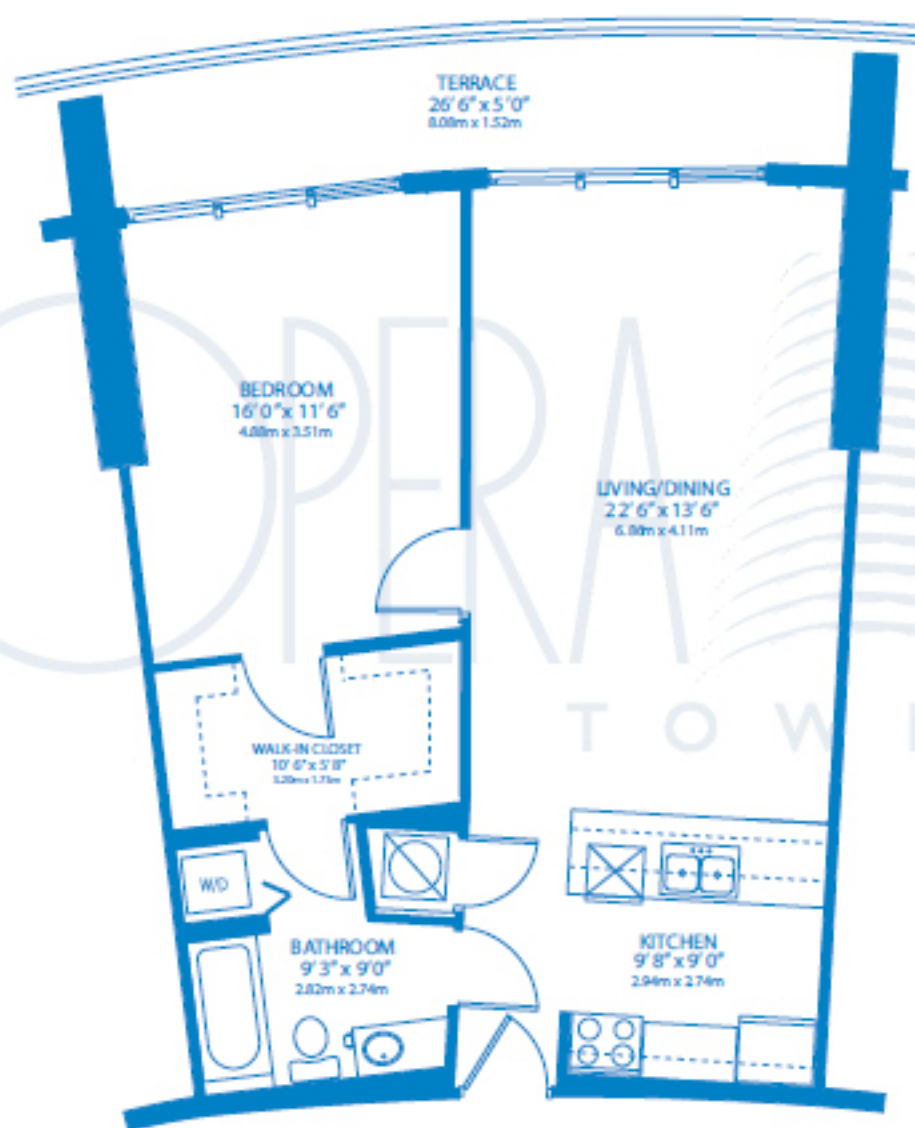 TERRACE
26' 6" x 5'0"
8.08m x 1.52m
BEDROOM
16'0"x 11'6"
4.88m x 3.51m
LIVING/DINING
22'6"x 13'6"
6.86m x 4.11m
OPERA
TOW
WALK-IN CLOSET
10'6"x 5'8"
W/D
BATHROOM
9'3"x 9'0"
2.82m x 2.74m
KITCHEN
9'8"x 9'0"
2.94m x 2.74m